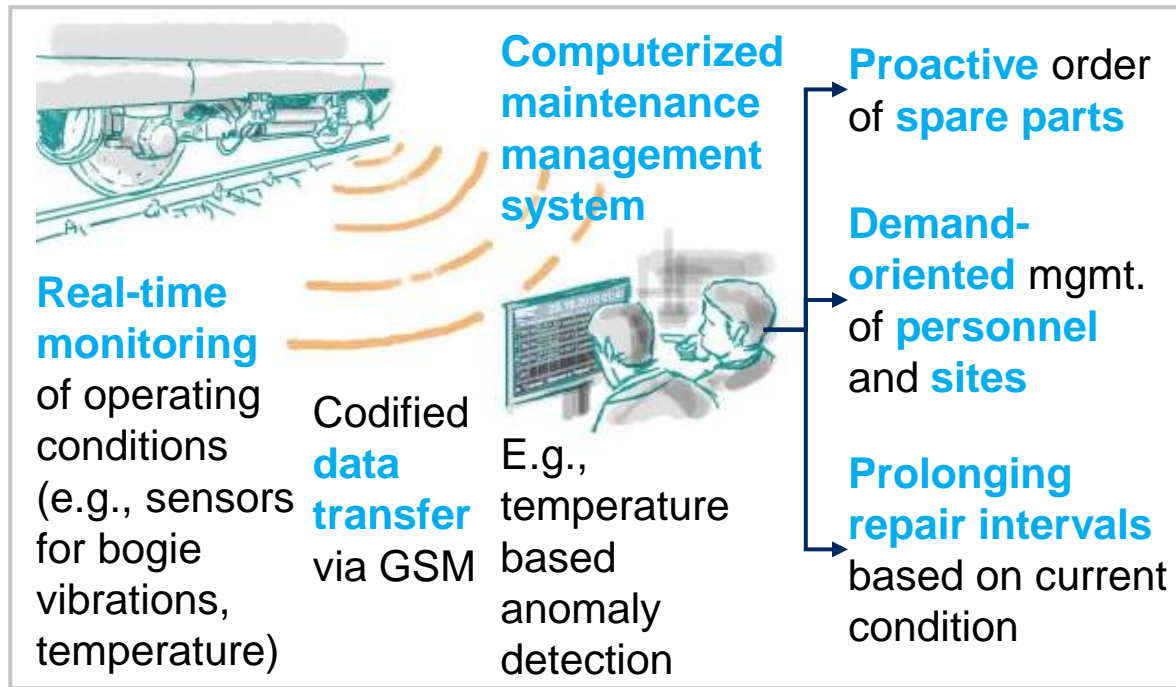 Real-time
monitoring
of operating
conditions
(e.g., sensors
for bogie
vibrations,
temperature)
Codified
data
transfer
via GSM
Computerized
maintenance
management
system
E.g.,
temperature
based
anomaly
detection
Proactive order
of spare parts
Demand-
oriented mgmt.
of personnel
and sites
Prolonging
repair intervals
based on current
condition